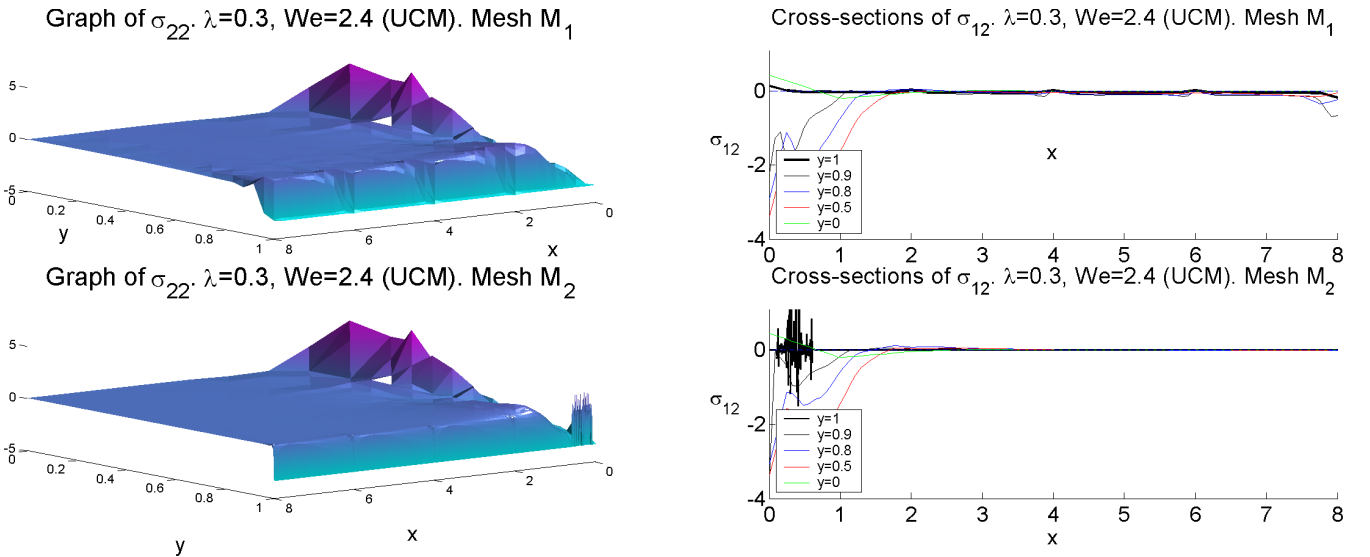 Graph of σ22. λ=0.3, We=2.4 (UCM). Mesh M1
5
0
-5
0
0.2
0.4
0.6
0.8
1
y
8
6
4
2
0
x
Cross-sections of σ12. λ=0.3, We=2.4 (UCM). Mesh M1
0
-2
-4
σ12
x
y=1
y=0.9
y=0.8
y=0.5
y=0
0 1 2 3 4 5 6 7 8
Graph of σ22. λ=0.3, We=2.4 (UCM). Mesh M2
5
0
-5
0
0.2
0.4
0.6
0.8
1
y
8
6
4
2
0
x
Cross-sections of σ12. λ=0.3, We=2.4 (UCM). Mesh M2
0
-2
-4
σ12
y=1
y=0.9
y=0.8
y=0.5
y=0
0 1 2 3 4 5 6 7 8
x